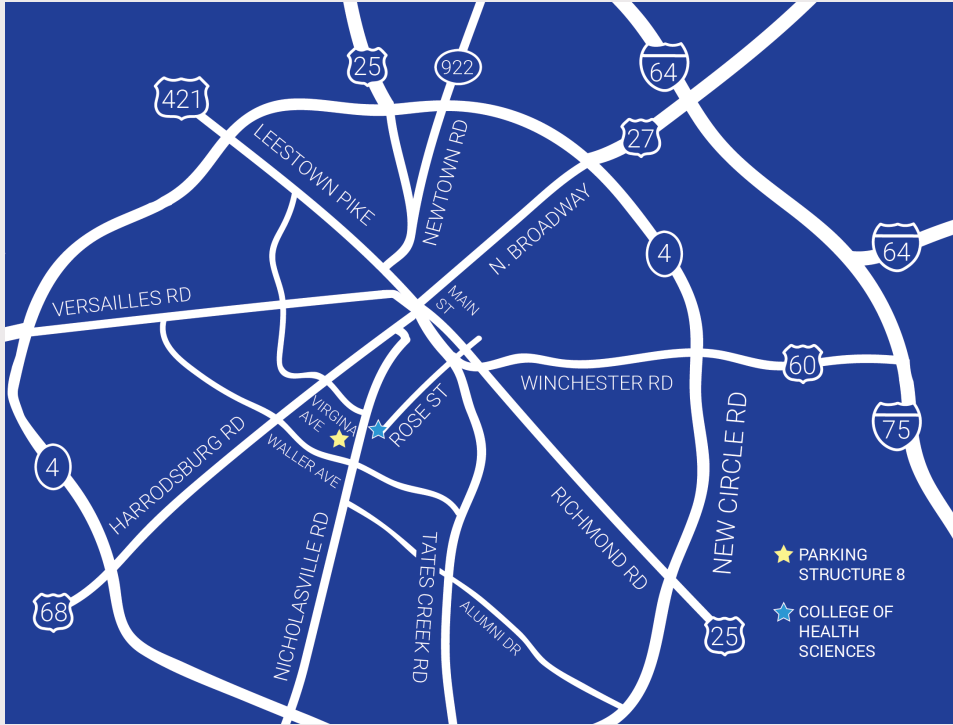 25
922
64
421
27
LEESTOWN PIKE
NEWTOWN RD
N. BROADWAY
4
64
VERSAILLES RD
MAIN
ST
60
WINCHESTER RD
VIRGINIA
AVE
ROSE ST
NEW CIRCLE RD
75
HARRODSBURG RD
WALLER AVE
4
RICHMOND RD
NICHOLASVILLE RD
TATES CREEK RD
ALUMNI DR
68
25
PARKING
STRUCTURE 8
COLLEGE OF
HEALTH
SCIENCES